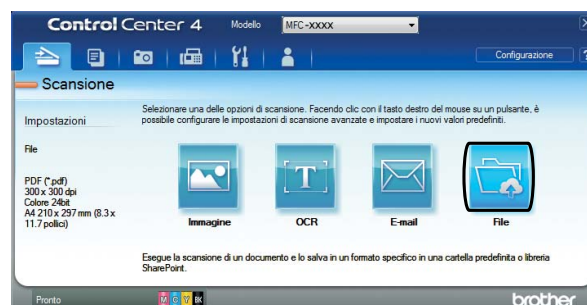 Control Center 4 Modello MFC-XXXX
Configurazione ?
Scansione
Impostazioni
File
PDF (*.pdf)
300 x 300 dpi
Colore 24bit
A4 210 x 297 mm (8.3 x
11.7 pollici)
Selezionare una delle opzioni di scansione. Facendo clic con il tasto destro del mouse su un pulsante, è
possibile configurare le impostazioni di scansione avanzate e impostare i nuovi valori predefiniti.
[T]
Immagine OCR E-mail File
Esegue la scansione di un documento e lo salva in un formato specifico in una cartella predefinita o libreria
SharePoint.
Pronto M C Y BK brother